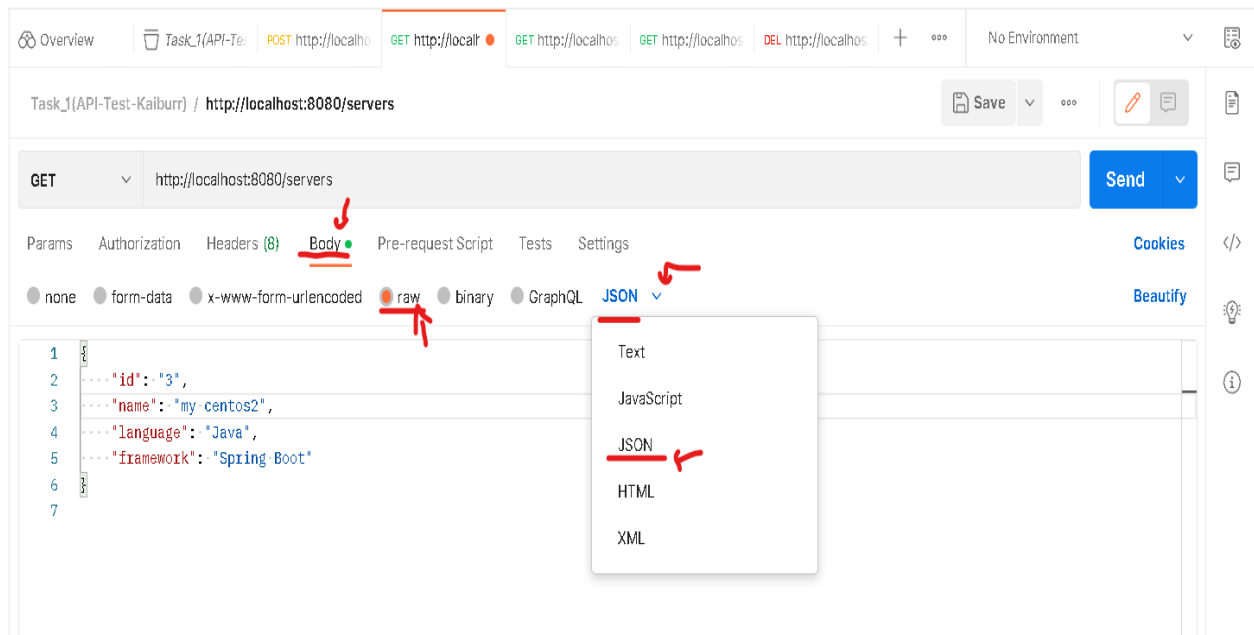 Overview Task_1{API-Te: POST http://localho GET http://localh GET http://localhos GET http://localhos DEL http://localhos + ooo No Environment
Task_1{API-Test-Kaiburr} / http://localhost:8080/servers Save ooo
GET http://localhost:8080/servers Send
Params Authorization Headers (8) Body Pre-request Script Tests Settings Cookies
none form-data x-www-form-urlencoded raw binary GraphQL JSON Beautify
Text
JavaScript
JSON
HTML
XML
1 {
2 ····"id":·"3",
3 ····"name":·"my·centos2",
4 ····"language":·"Java",
5 ····"framework":·"Spring·Boot"
6 }
7